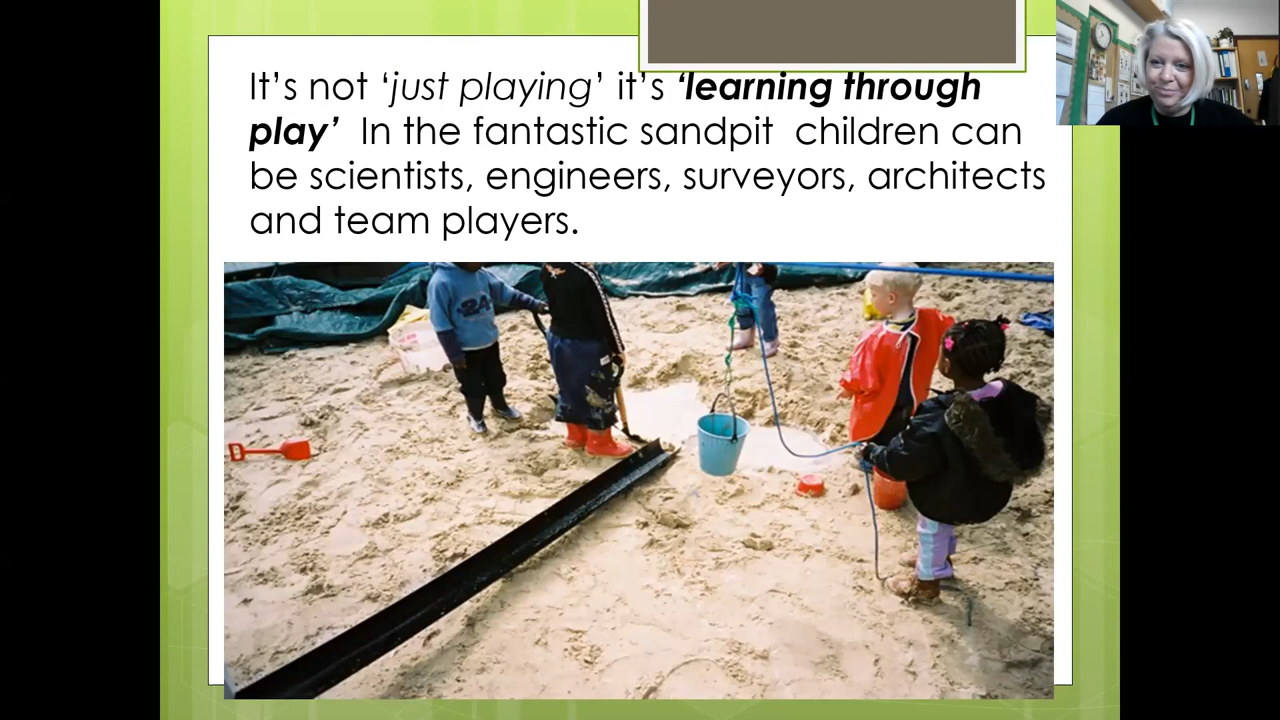 It's not ‘just playing’ it's ‘learning through
play’ In the fantastic sandpit children can
be scientists, engineers, surveyors, architects
and team players.